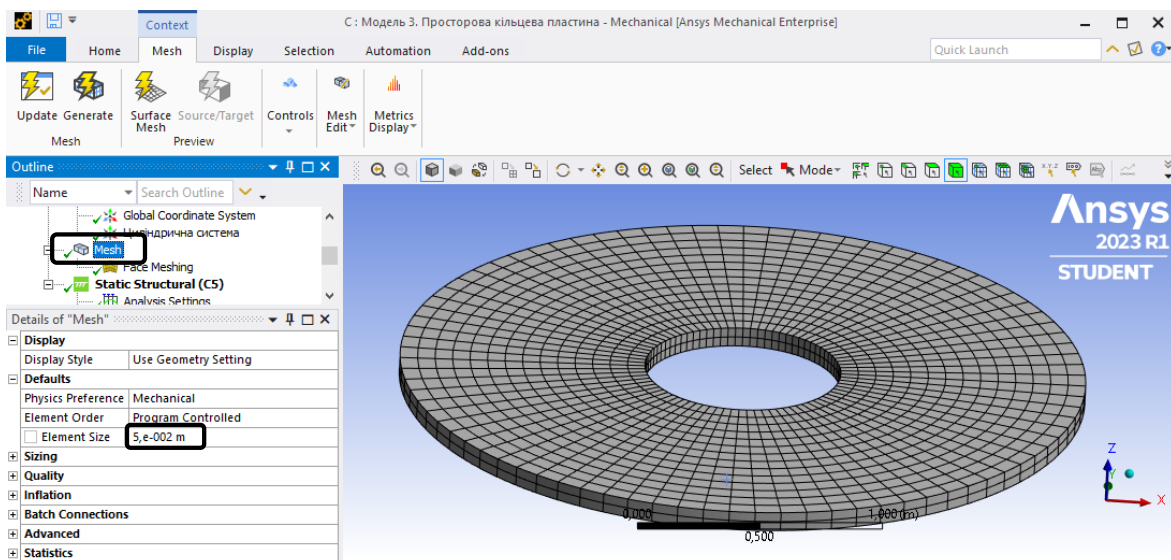 Context
C : Модель 3. Просторова кільцева пластина - Mechanical [Ansys Mechanical Enterprise]
File Home Mesh Display Selection Automation Add-ons Quick Launch
Update Generate Surface Mesh Source/Target Controls Mesh Edit Metrics Display
Mesh Preview
Outline
Name Search Outline Select Mode
Global Coordinate System
Циліндрична система
Mesh
Face Meshing
Static Structural (C5)
Analysis Settings
Details of "Mesh"
Display
Display Style Use Geometry Setting
Defaults
Physics Preference Mechanical
Element Order Program Controlled
Element Size 5,e-002 m
Sizing
Quality
Inflation
Batch Connections
Advanced
Statistics
Ansys
2023 R1
STUDENT
Z
Y
X
0,000 1,000 (m)
0,500